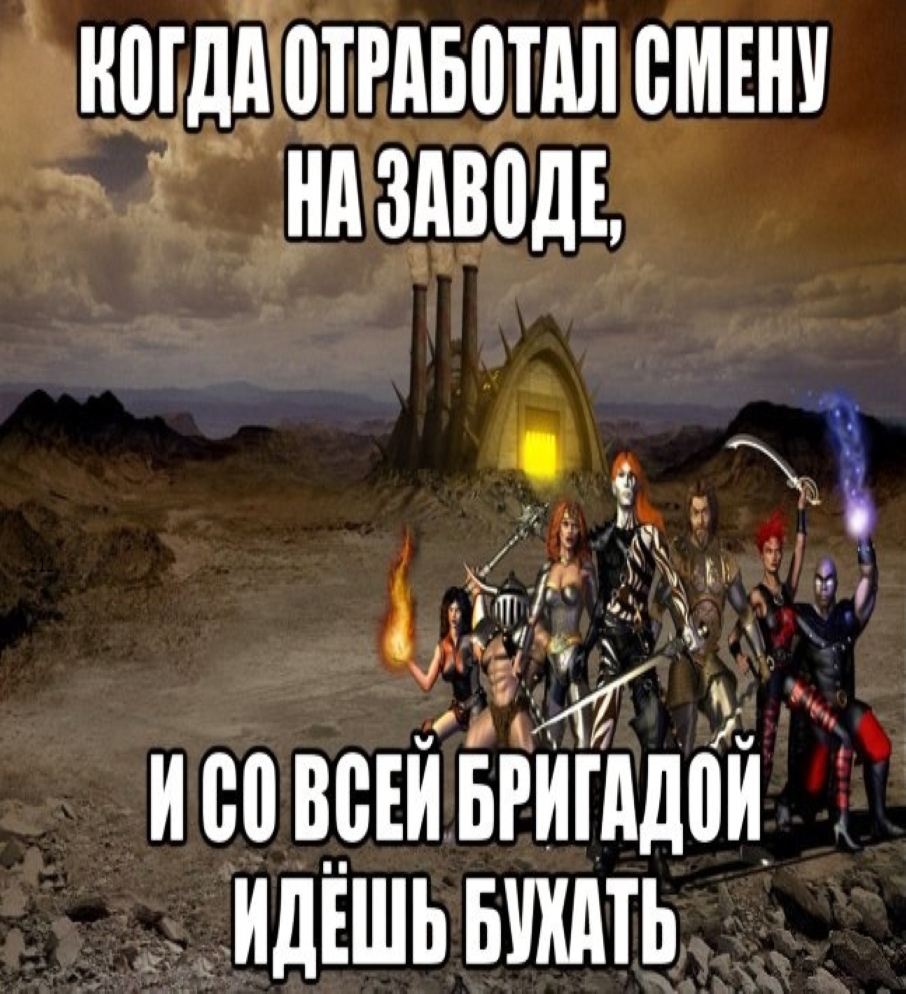 КОГДА ОТРАБОТАЛ СМЕНУ
НА ЗАВОДЕ,
И СО ВСЕЙ БРИГАДОЙ
ИДЁШЬ БУХАТЬ